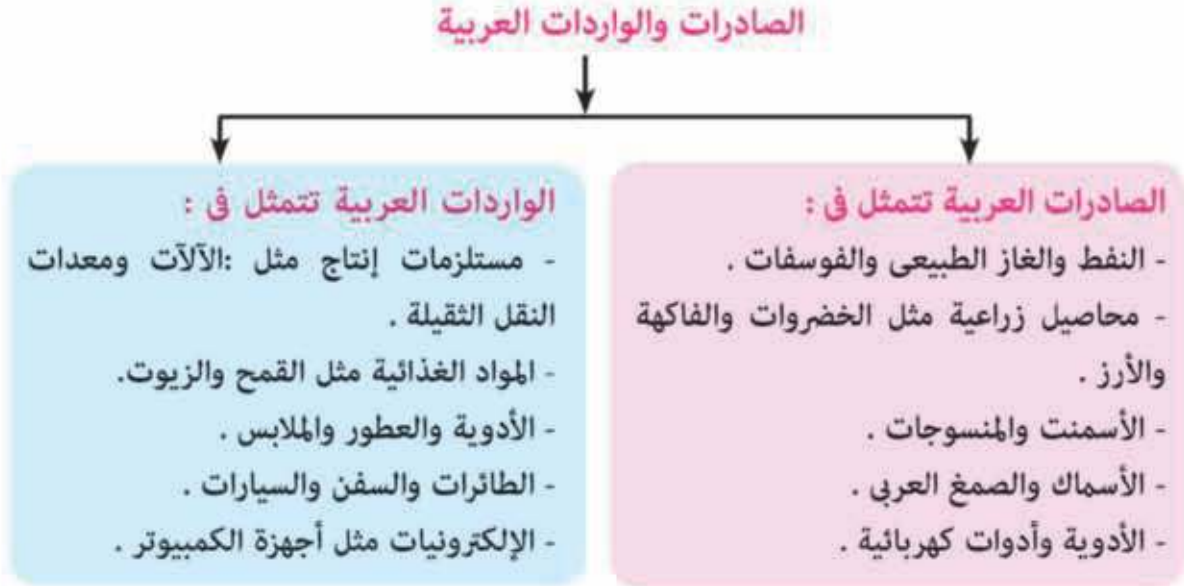 الصادرات والواردات العربية
الصادرات العربية تتمثل فى :
- النفط والغاز الطبيعى والفوسفات .
- محاصيل زراعية مثل الخضروات والفاكهة
والأرز .
- الأسمنت والمنسوجات .
- الأسماك والصمغ العربى .
- الأدوية وأدوات كهربائية .
الواردات العربية تتمثل فى :
- مستلزمات إنتاج مثل :الآلآت ومعدات
النقل الثقيلة .
- المواد الغذائية مثل القمح والزيوت.
- الأدوية والعطور والملابس .
- الطائرات والسفن والسيارات .
- الإلكترونيات مثل أجهزة الكمبيوتر .